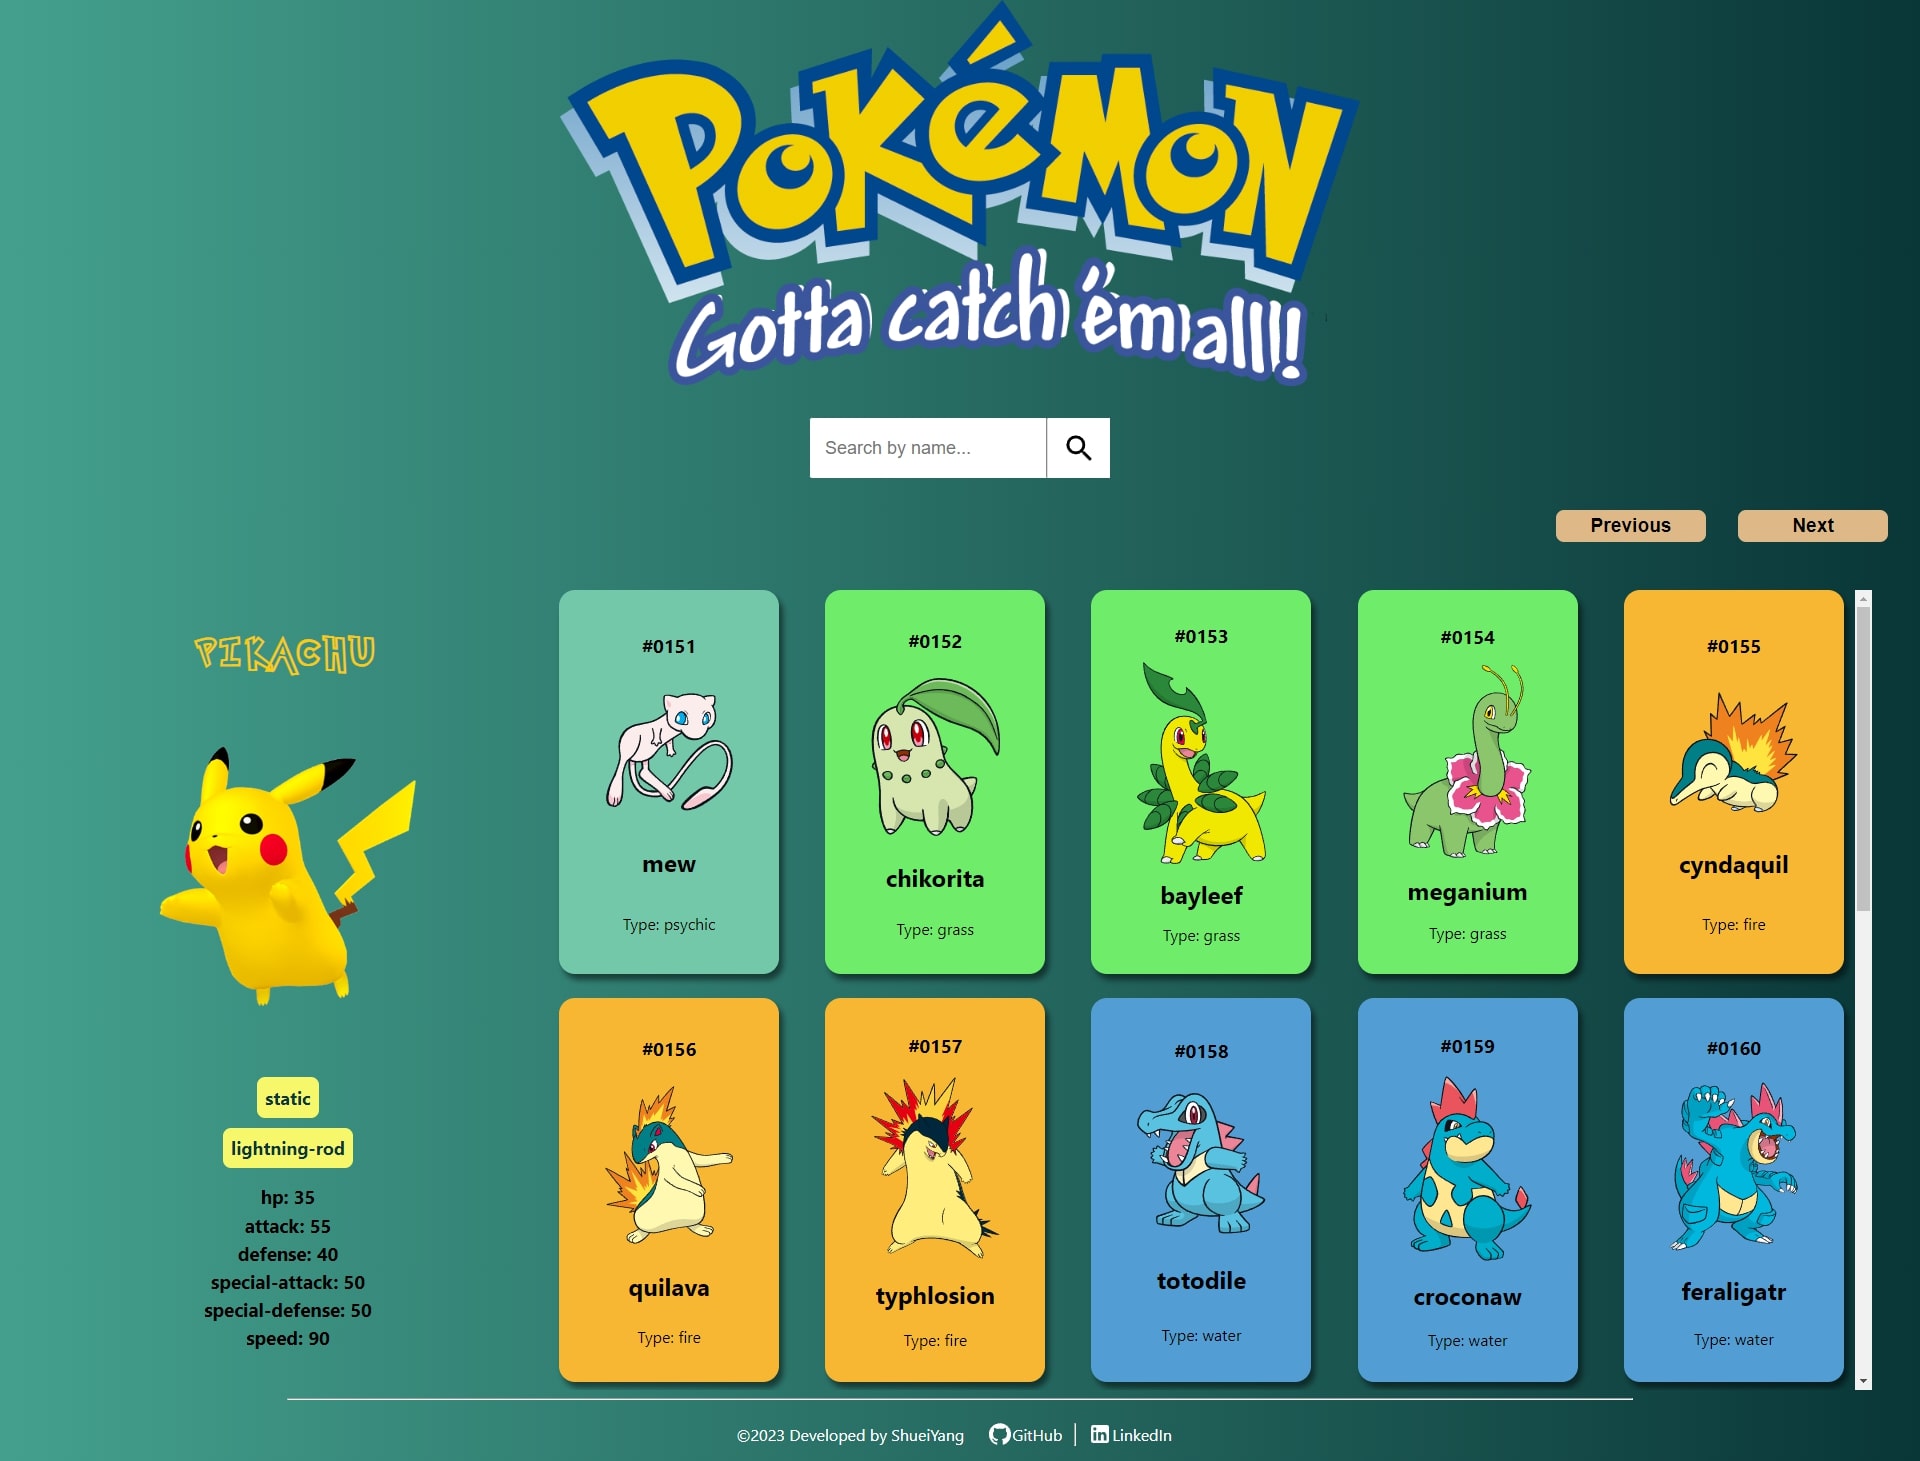 POKéMON
Gotta catch 'em all!
Search by name...
Previous
Next
PIKACHU
static
lightning-rod
hp: 35
attack: 55
defense: 40
special-attack: 50
special-defense: 50
speed: 90
#0151
mew
Type: psychic
#0152
chikorita
Type: grass
#0153
bayleef
Type: grass
#0154
meganium
Type: grass
#0155
cyndaquil
Type: fire
#0156
quilava
Type: fire
#0157
typhlosion
Type: fire
#0158
totodile
Type: water
#0159
croconaw
Type: water
#0160
feraligatr
Type: water
©2023 Developed by ShueiYang GitHub | LinkedIn